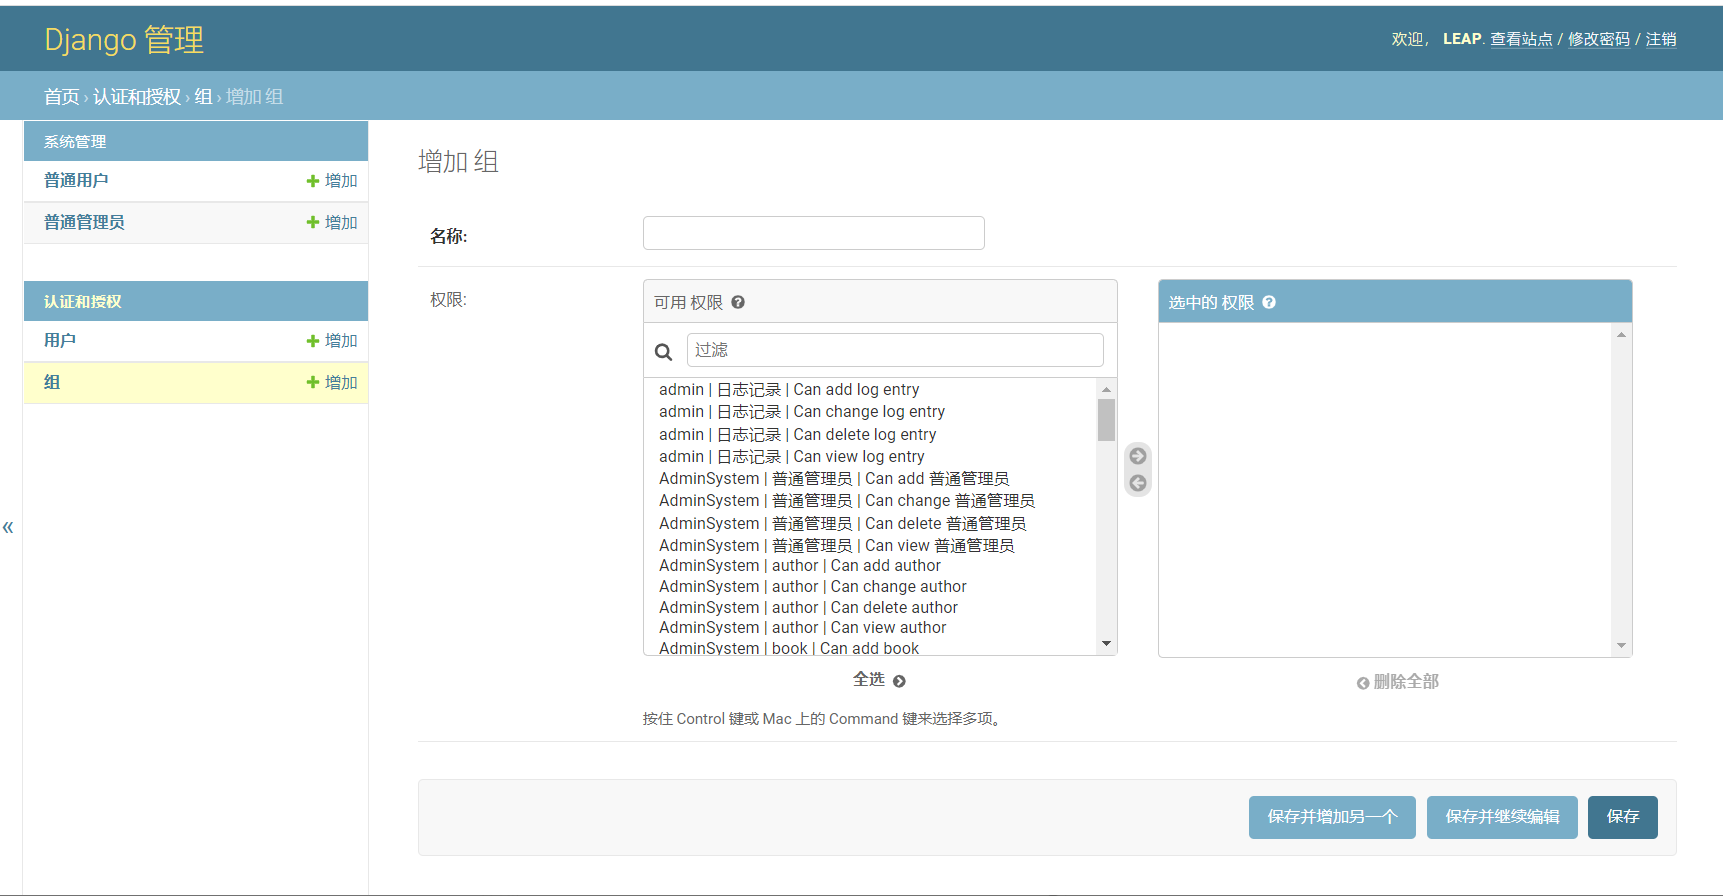 Django 管理
欢迎， LEAP. 查看站点 / 修改密码 / 注销
首页 › 认证和授权 › 组 › 增加 组
系统管理
普通用户 增加
普通管理员 增加
认证和授权
用户 增加
组 增加
«
增加 组
名称:
权限:
可用 权限
过滤
admin | 日志记录 | Can add log entry
admin | 日志记录 | Can change log entry
admin | 日志记录 | Can delete log entry
admin | 日志记录 | Can view log entry
AdminSystem | 普通管理员 | Can add 普通管理员
AdminSystem | 普通管理员 | Can change 普通管理员
AdminSystem | 普通管理员 | Can delete 普通管理员
AdminSystem | 普通管理员 | Can view 普通管理员
AdminSystem | author | Can add author
AdminSystem | author | Can change author
AdminSystem | author | Can delete author
AdminSystem | author | Can view author
AdminSystem | book | Can add book
全选
选中的 权限
删除全部
按住 Control 键或 Mac 上的 Command 键来选择多项。
保存并增加另一个
保存并继续编辑
保存